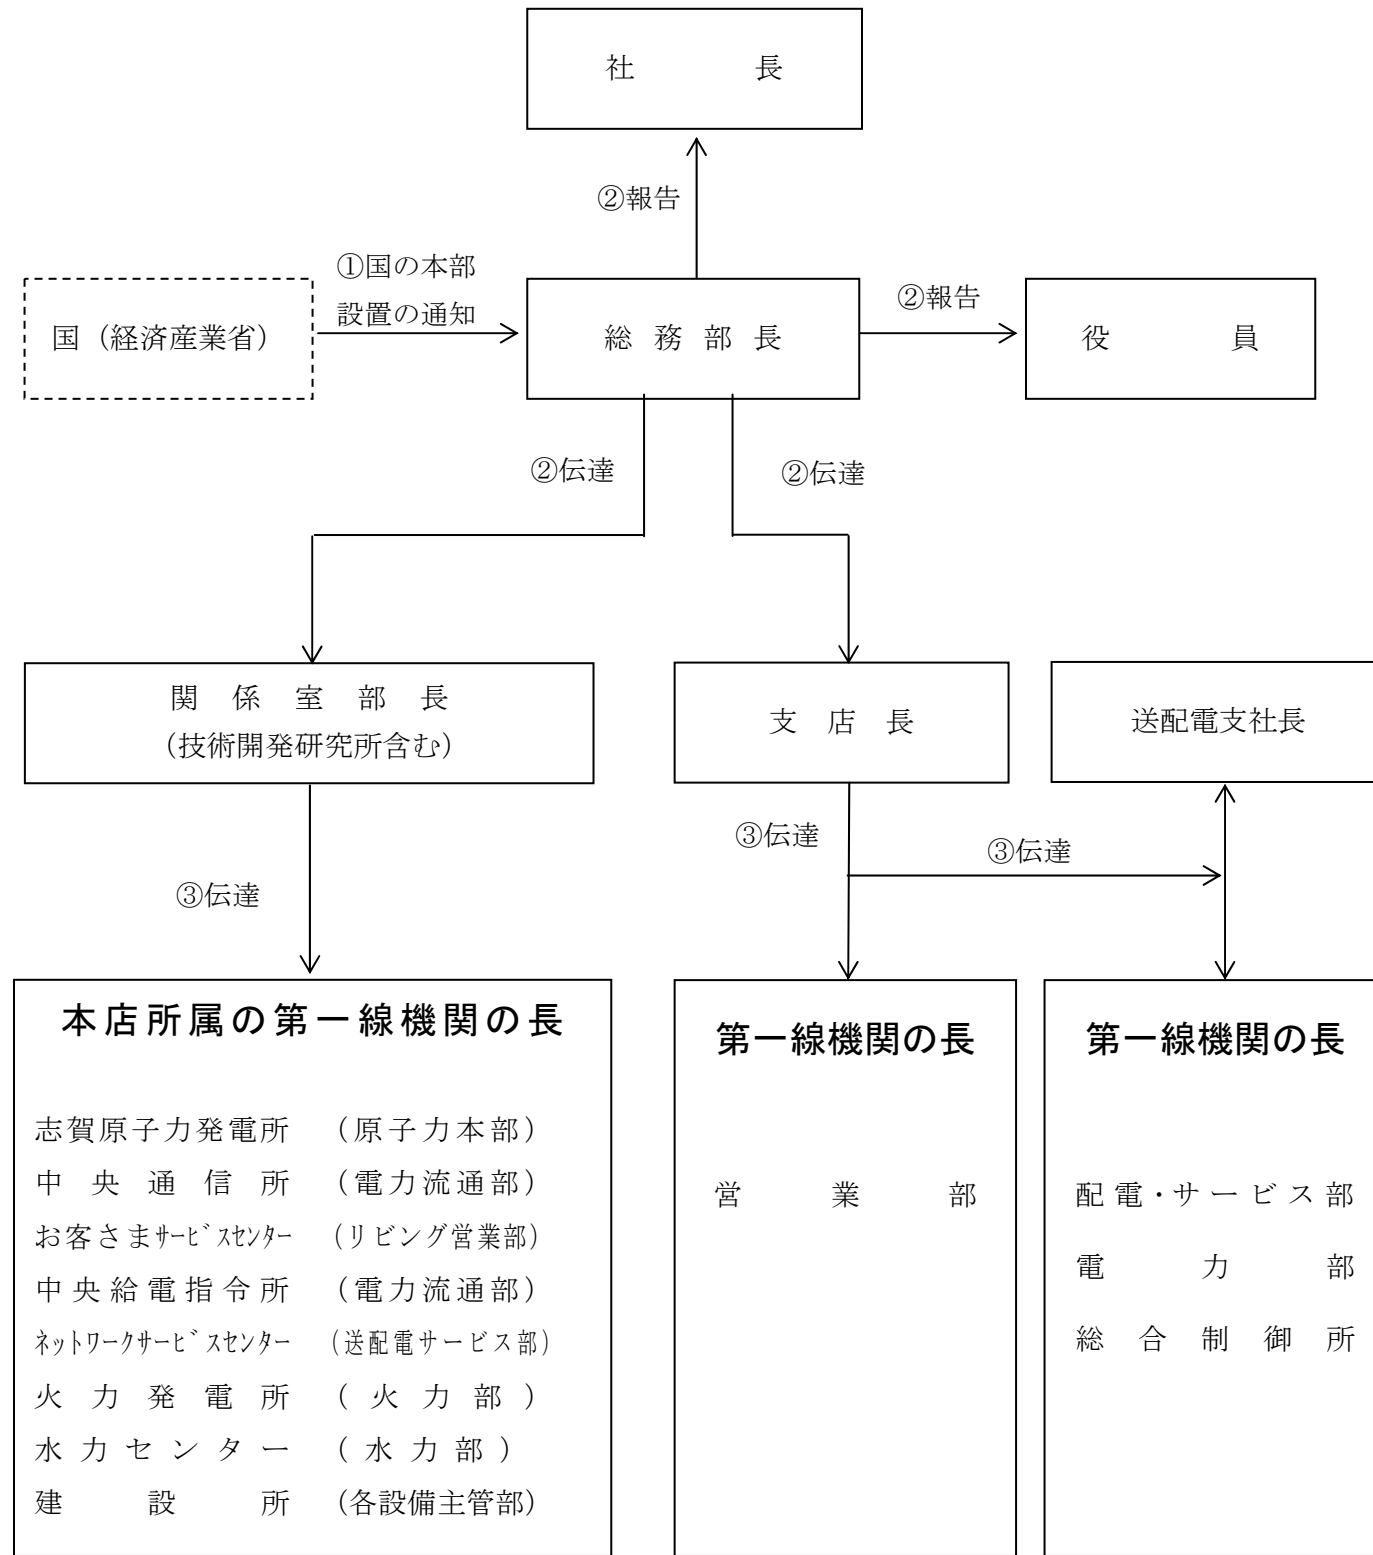 社長
②報告
①国の本部
設置の通知
②報告
国（経済産業省）
総務部長
役員
②伝達
②伝達
関係室部長
（技術開発研究所含む）
支店長
送配電支社長
③伝達
③伝達
③伝達
本店所属の第一線機関の長
志賀原子力発電所 （原子力本部）
中央通信所 （電力流通部）
お客さまｻｰﾋﾞｽｾﾝﾀｰ （リビング営業部）
中央給電指令所 （電力流通部）
ﾈｯﾄﾜｰｸｻｰﾋﾞｽｾﾝﾀｰ （送配電サービス部）
火力発電所 （火力部）
水力センター （水力部）
建設所 （各設備主管部）
第一線機関の長
営業部
第一線機関の長
配電・サービス部
電力部
総合制御所